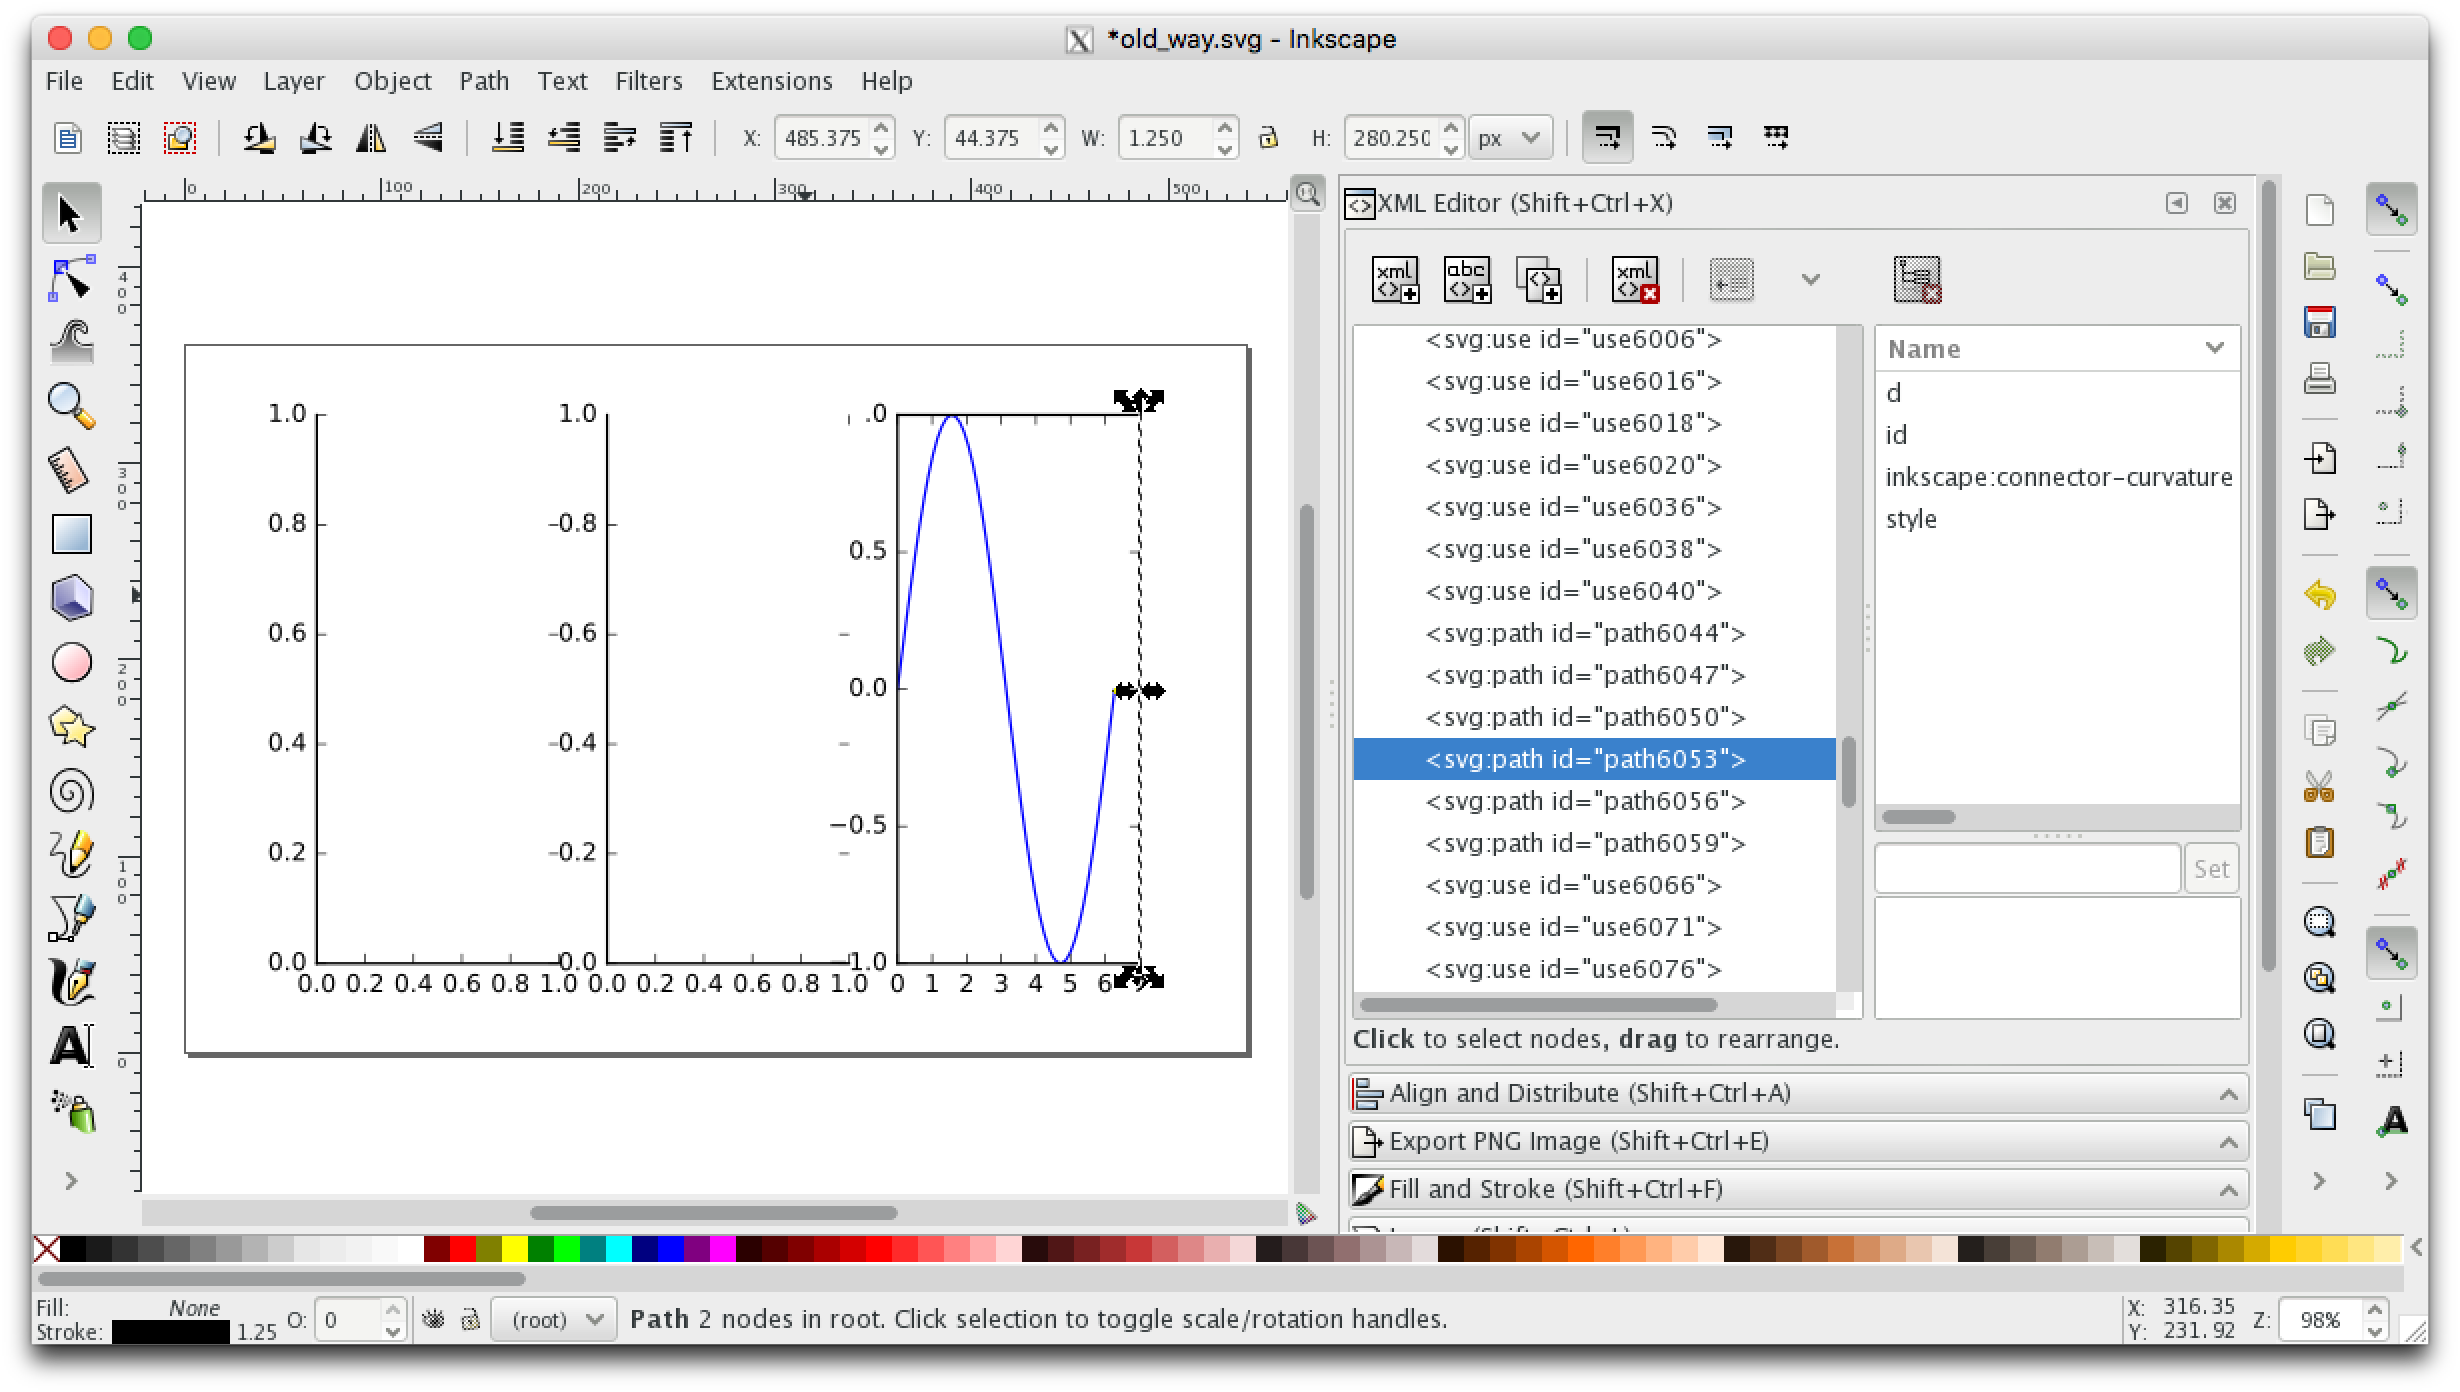 *old_way.svg - Inkscape
File Edit View Layer Object Path Text Filters Extensions Help
X: 485.375 Y: 44.375 W: 1.250 H: 280.250 px
0 100 200 300 400 500
XML Editor (Shift+Ctrl+X)
xml abc xml
400
300
200
100
0
1.0 1.0 .0
0.8 -0.8 0.5
0.6 -0.6
0.0
0.4 -0.4
−0.5
0.2 -0.2
0.0 0.0 −1.0
0.0 0.2 0.4 0.6 0.8 1.0 0.0 0.2 0.4 0.6 0.8 1.0 0 1 2 3 4 5 6
<svg:use id="use6006">
<svg:use id="use6016">
<svg:use id="use6018">
<svg:use id="use6020">
<svg:use id="use6036">
<svg:use id="use6038">
<svg:use id="use6040">
<svg:path id="path6044">
<svg:path id="path6047">
<svg:path id="path6050">
<svg:path id="path6053">
<svg:path id="path6056">
<svg:path id="path6059">
<svg:use id="use6066">
<svg:use id="use6071">
<svg:use id="use6076">
Name
d
id
inkscape:connector-curvature
style
Set
Click to select nodes, drag to rearrange.
Align and Distribute (Shift+Ctrl+A)
Export PNG Image (Shift+Ctrl+E)
Fill and Stroke (Shift+Ctrl+F)
Fill: None
Stroke: 1.25 O: 0 (root) Path 2 nodes in root. Click selection to toggle scale/rotation handles.
X: 316.35
Y: 231.92
Z: 98%